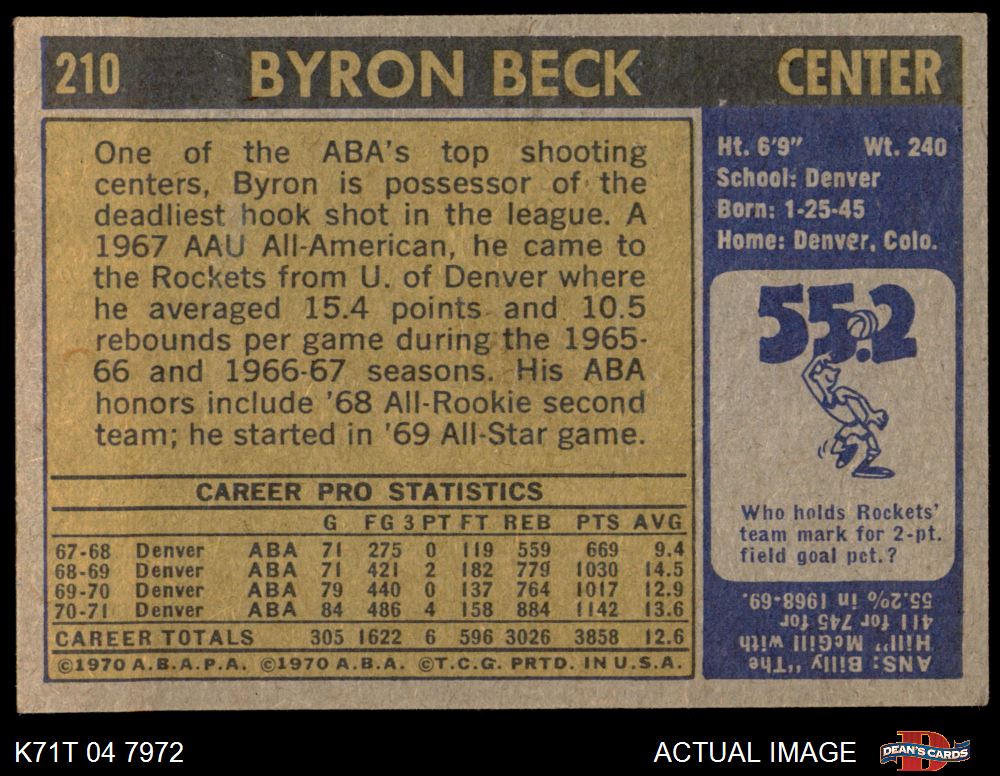 210 BYRON BECK CENTER
One of the ABA's top shooting
centers, Byron is possessor of the
deadliest hook shot in the league. A
1967 AAU All-American, he came to
the Rockets from U. of Denver where
he averaged 15.4 points and 10.5
rebounds per game during the 1965-
66 and 1966-67 seasons. His ABA
honors include '68 All-Rookie second
team; he started in '69 All-Star game.
CAREER PRO STATISTICS
G FG 3 PT FT REB PTS AVG
67-68 Denver ABA 71 275 0 119 559 669 9.4
68-69 Denver ABA 71 421 2 182 779 1030 14.5
69-70 Denver ABA 79 440 0 137 764 1017 12.9
70-71 Denver ABA 84 486 4 158 884 1142 13.6
CAREER TOTALS 305 1622 6 596 3026 3858 12.6
©1970 A.B.A.P.A. ©1970 A.B.A. ©T.C.G. PRTD. IN U.S.A.
Ht. 6'9" Wt. 240
School: Denver
Born: 1-25-45
Home: Denver, Colo.
55.2
Who holds Rockets'
team mark for 2-pt.
field goal pct.?
ANS: Billy "The
Hill" McGill with
411 for 745 for
55.2% in 1968-69.
K71T 04 7972
ACTUAL IMAGE
D
DEAN'S CARDS